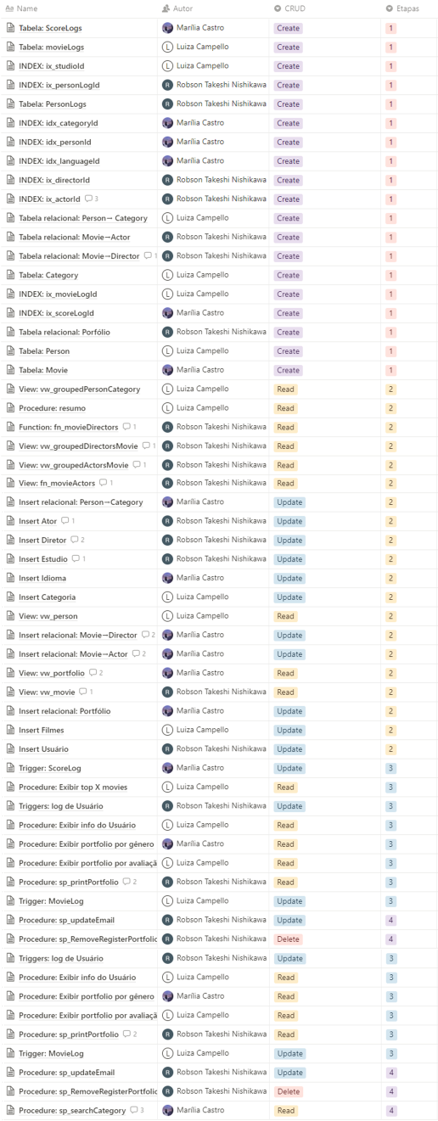 Name Autor CRUD Etapas
Tabela: ScoreLogs Marília Castro Create 1
Tabela: movieLogs L Luiza Campello Create 1
INDEX: ix_studioId L Luiza Campello Create 1
INDEX: ix_personLogId R Robson Takeshi Nishikawa Create 1
Tabela: PersonLogs R Robson Takeshi Nishikawa Create 1
INDEX: idx_categoryId Marília Castro Create 1
INDEX: idx_personId Marília Castro Create 1
INDEX: idx_languageId Marília Castro Create 1
INDEX: ix_directorId R Robson Takeshi Nishikawa Create 1
INDEX: ix_actorId 3 R Robson Takeshi Nishikawa Create 1
Tabela relacional: Person— Category L Luiza Campello Create 1
Tabela relacional: Movie—Actor R Robson Takeshi Nishikawa Create 1
Tabela relacional: Movie—Director 1 R Robson Takeshi Nishikawa Create 1
Tabela: Category L Luiza Campello Create 1
INDEX: ix_movieLogId L Luiza Campello Create 1
INDEX: ix_scoreLogId Marília Castro Create 1
Tabela relacional: Porfólio R Robson Takeshi Nishikawa Create 1
Tabela: Person L Luiza Campello Create 1
Tabela: Movie L Luiza Campello Create 1
View: vw_groupedPersonCategory L Luiza Campello Read 2
Procedure: resumo L Luiza Campello Read 2
Function: fn_movieDirectors 1 R Robson Takeshi Nishikawa Read 2
View: vw_groupedDirectorsMovie 1 R Robson Takeshi Nishikawa Read 2
View: vw_groupedActorsMovie 1 R Robson Takeshi Nishikawa Read 2
View: fn_movieActors 1 R Robson Takeshi Nishikawa Read 2
Insert relacional: Person—Category Marília Castro Update 2
Insert Ator 1 R Robson Takeshi Nishikawa Update 2
Insert Diretor 2 R Robson Takeshi Nishikawa Update 2
Insert Estudio 1 R Robson Takeshi Nishikawa Update 2
Insert Idioma Marília Castro Update 2
Insert Categoria L Luiza Campello Update 2
View: vw_person L Luiza Campello Read 2
Insert relacional: Movie—Director 2 Marília Castro Update 2
Insert relacional: Movie—Actor 2 Marília Castro Update 2
View: vw_portfolio 2 Marília Castro Read 2
View: vw_movie 1 R Robson Takeshi Nishikawa Read 2
Insert relacional: Portfólio Marília Castro Update 2
Insert Filmes L Luiza Campello Update 2
Insert Usuário R Robson Takeshi Nishikawa Update 2
Trigger: ScoreLog Marília Castro Update 3
Procedure: Exibir top X movies L Luiza Campello Read 3
Triggers: log de Usuário R Robson Takeshi Nishikawa Update 3
Procedure: Exibir info do Usuário L Luiza Campello Read 3
Procedure: Exibir portfolio por gênero Marília Castro Read 3
Procedure: Exibir portfolio por avaliaçã L Luiza Campello Read 3
Procedure: sp_printPortfolio 2 R Robson Takeshi Nishikawa Read 3
Trigger: MovieLog L Luiza Campello Update 3
Procedure: sp_updateEmail R Robson Takeshi Nishikawa Update 4
Procedure: sp_RemoveRegisterPortfolio R Robson Takeshi Nishikawa Delete 4
Triggers: log de Usuário R Robson Takeshi Nishikawa Update 3
Procedure: Exibir info do Usuário L Luiza Campello Read 3
Procedure: Exibir portfolio por gênero Marília Castro Read 3
Procedure: Exibir portfolio por avaliaçã L Luiza Campello Read 3
Procedure: sp_printPortfolio 2 R Robson Takeshi Nishikawa Read 3
Trigger: MovieLog L Luiza Campello Update 3
Procedure: sp_updateEmail R Robson Takeshi Nishikawa Update 4
Procedure: sp_RemoveRegisterPortfolio R Robson Takeshi Nishikawa Delete 4
Procedure: sp_searchCategory 3 Marília Castro Read 4